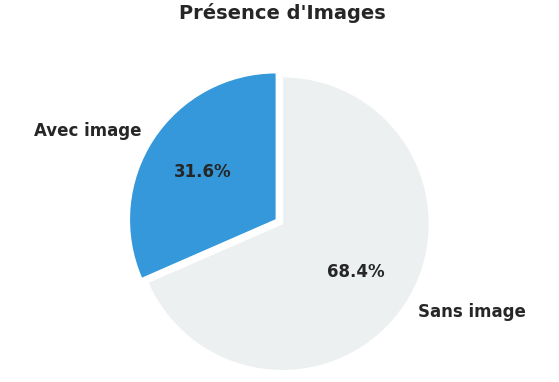 Présence d'Images
Avec image
31.6%
68.4%
Sans image